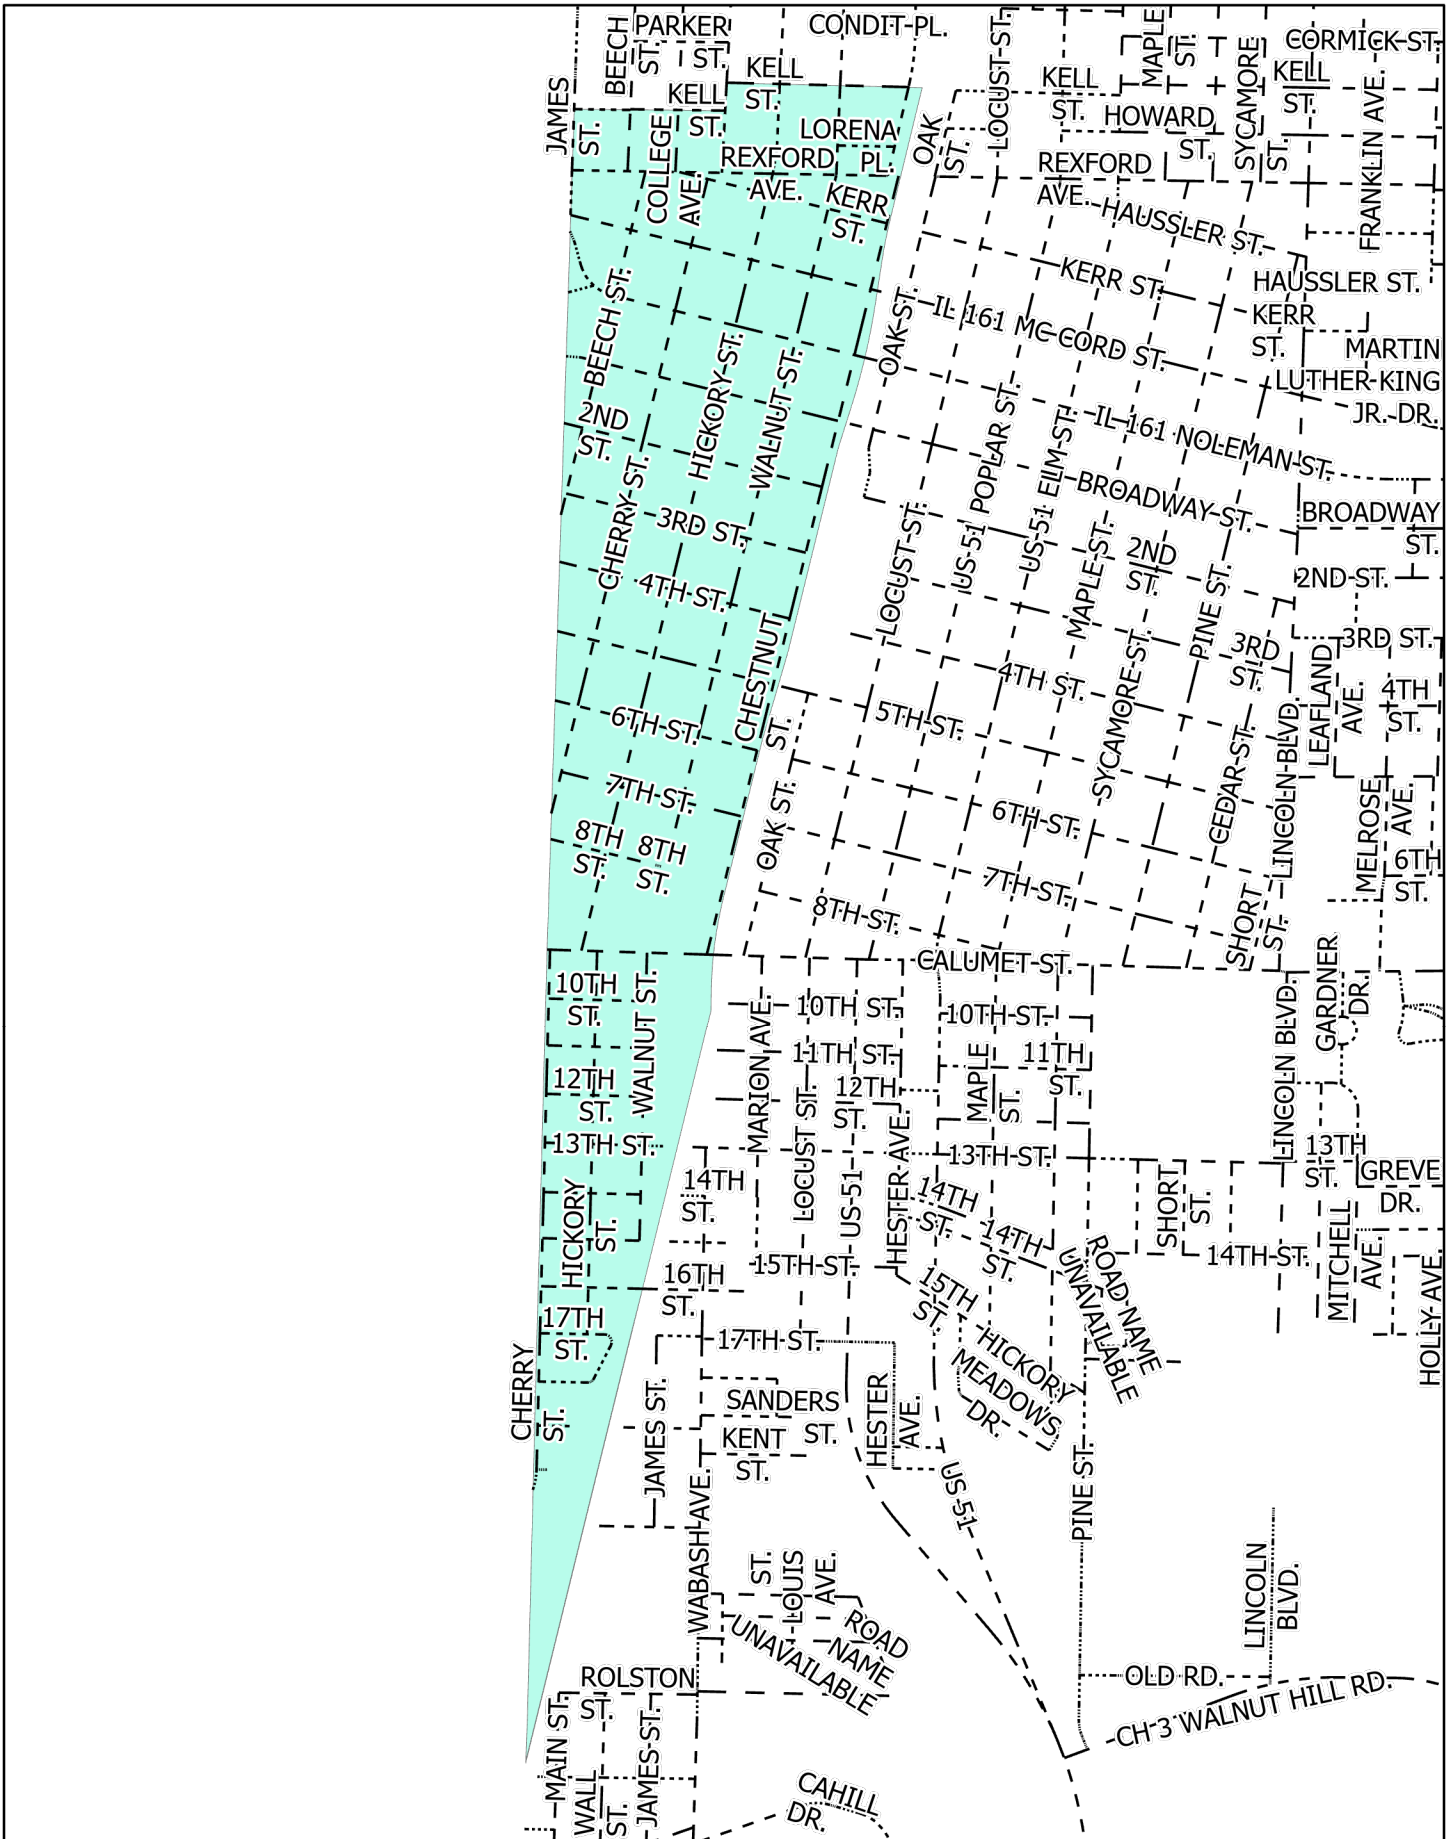 PARKER
ST.
CONDIT PL.
BEECH
ST.
LOCUST ST.
MAPLE
ST.
SYCAMORE
ST.
CORMICK ST.
KELL
ST.
KELL
ST.
KELL
ST.
KELL
ST.
JAMES
ST.
COLLEGE
AVE.
LORENA
PL.
OAK
ST.
HOWARD
ST.
FRANKLIN AVE.
REXFORD
AVE.
REXFORD
AVE.
KERR
ST.
HAUSSLER ST.
KERR ST.
HAUSSLER ST.
KERR
ST.
BEECH ST.
OAK ST.
IL 161 MC CORD ST.
MARTIN
LUTHER KING
JR. DR.
HICKORY ST.
WALNUT ST.
2ND
ST.
IL 161 NOLEMAN ST.
US 51 POPLAR ST.
US 51 ELM ST.
CHERRY ST.
3RD ST.
BROADWAY ST.
BROADWAY
ST.
LOCUST ST.
MAPLE ST.
2ND
ST.
PINE ST.
2ND ST.
4TH ST.
3RD
ST.
3RD ST.
CHESTNUT
ST.
4TH ST.
SYCAMORE ST.
LEAFLAND
AVE.
4TH
ST.
6TH ST.
5TH ST.
CEDAR ST.
LINCOLN BLVD.
7TH ST.
OAK ST.
6TH ST.
MELROSE
AVE.
8TH
ST.
8TH
ST.
6TH
ST.
7TH ST.
8TH ST.
SHORT
ST.
CALUMET ST.
10TH
ST.
WALNUT ST.
10TH ST.
10TH ST.
LINCOLN BLVD.
GARDNER
DR.
MARION AVE.
11TH ST.
11TH
ST.
12TH
ST.
LOCUST ST.
12TH
ST.
MAPLE
ST.
13TH ST.
13TH ST.
13TH
ST.
GREVE
DR.
HICKORY
ST.
14TH
ST.
US 51
HESTER AVE.
14TH
ST.
14TH
ST.
SHORT
ST.
14TH ST.
MITCHELL
AVE.
HOLLY AVE.
16TH
ST.
15TH ST.
15TH
ST.
ROAD NAME
UNAVAILABLE
17TH
ST.
17TH ST.
HICKORY
MEADOWS
DR.
CHERRY
ST.
JAMES ST.
SANDERS
ST.
KENT
ST.
HESTER
AVE.
WABASH AVE.
US 51
PINE ST.
ST.
LOUIS
AVE.
LINCOLN
BLVD.
ROAD
NAME
UNAVAILABLE
ROLSTON
ST.
OLD RD.
CH 3 WALNUT HILL RD.
MAIN ST.
WALL
ST.
JAMES ST.
CAHILL
DR.